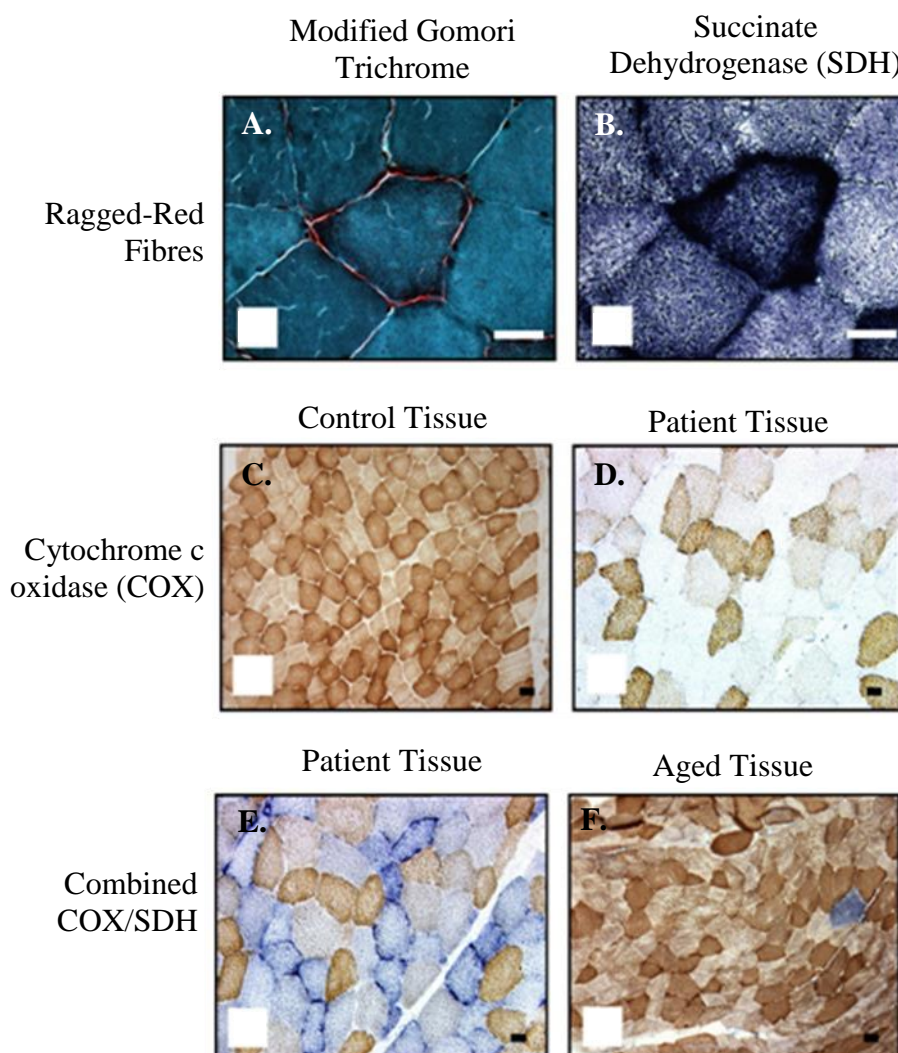 Modified Gomori
Trichrome
Succinate
Dehydrogenase (SDH)
Ragged-Red
Fibres
A.
B.
Control Tissue
Patient Tissue
Cytochrome c
oxidase (COX)
C.
D.
Patient Tissue
Aged Tissue
Combined
COX/SDH
E.
F.